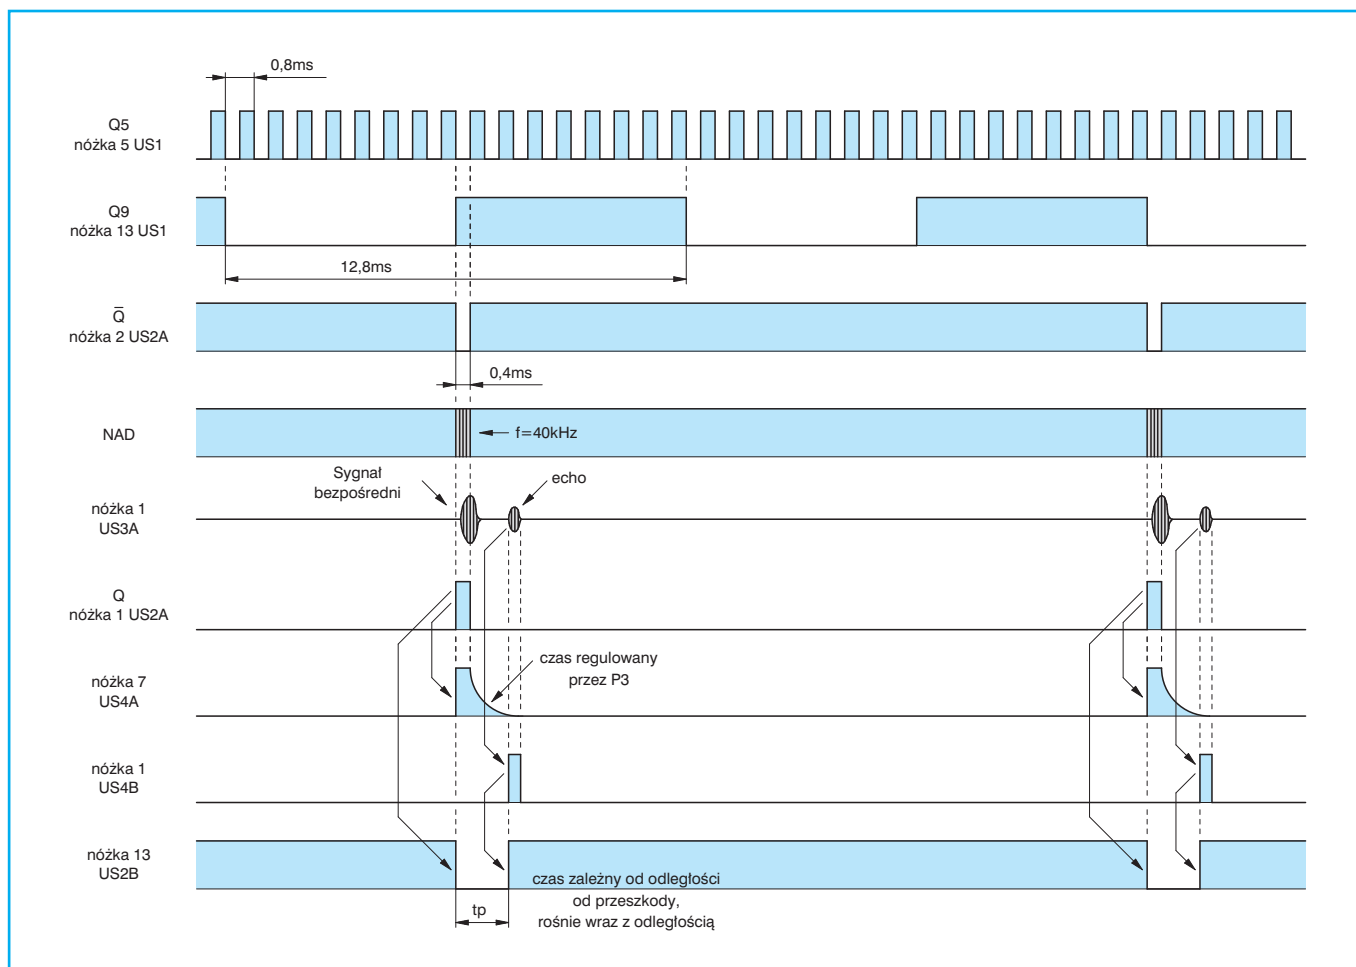 0,8ms
Q5
nóżka 5 US1
Q9
nóżka 13 US1
12,8ms
Q̅
nóżka 2 US2A
0,4ms
NAD
f=40kHz
Sygnał
bezpośredni
echo
nóżka 1
US3A
Q
nóżka 1 US2A
czas regulowany
przez P3
nóżka 7
US4A
nóżka 1
US4B
nóżka 13
US2B
czas zależny od odległości
od przeszkody,
rośnie wraz z odległością
tp